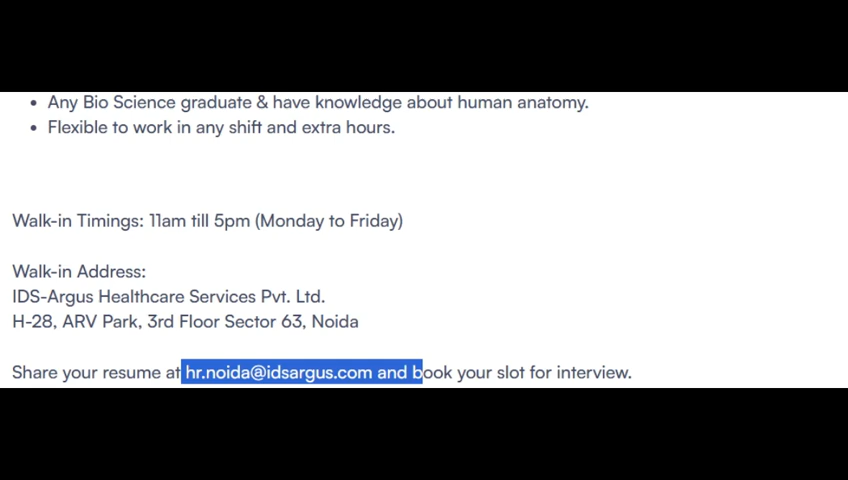 • Any Bio Science graduate & have knowledge about human anatomy.
• Flexible to work in any shift and extra hours.
Walk-in Timings: 11am till 5pm (Monday to Friday)
Walk-in Address:
IDS-Argus Healthcare Services Pvt. Ltd.
H-28, ARV Park, 3rd Floor Sector 63, Noida
Share your resume at hr.noida@idsargus.com and book your slot for interview.